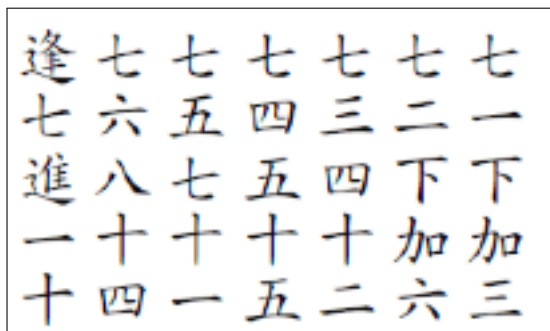 七一下加三
七二下加六
七三四十二
七四五十五
七五七十一
七六八十四
逢七進一十